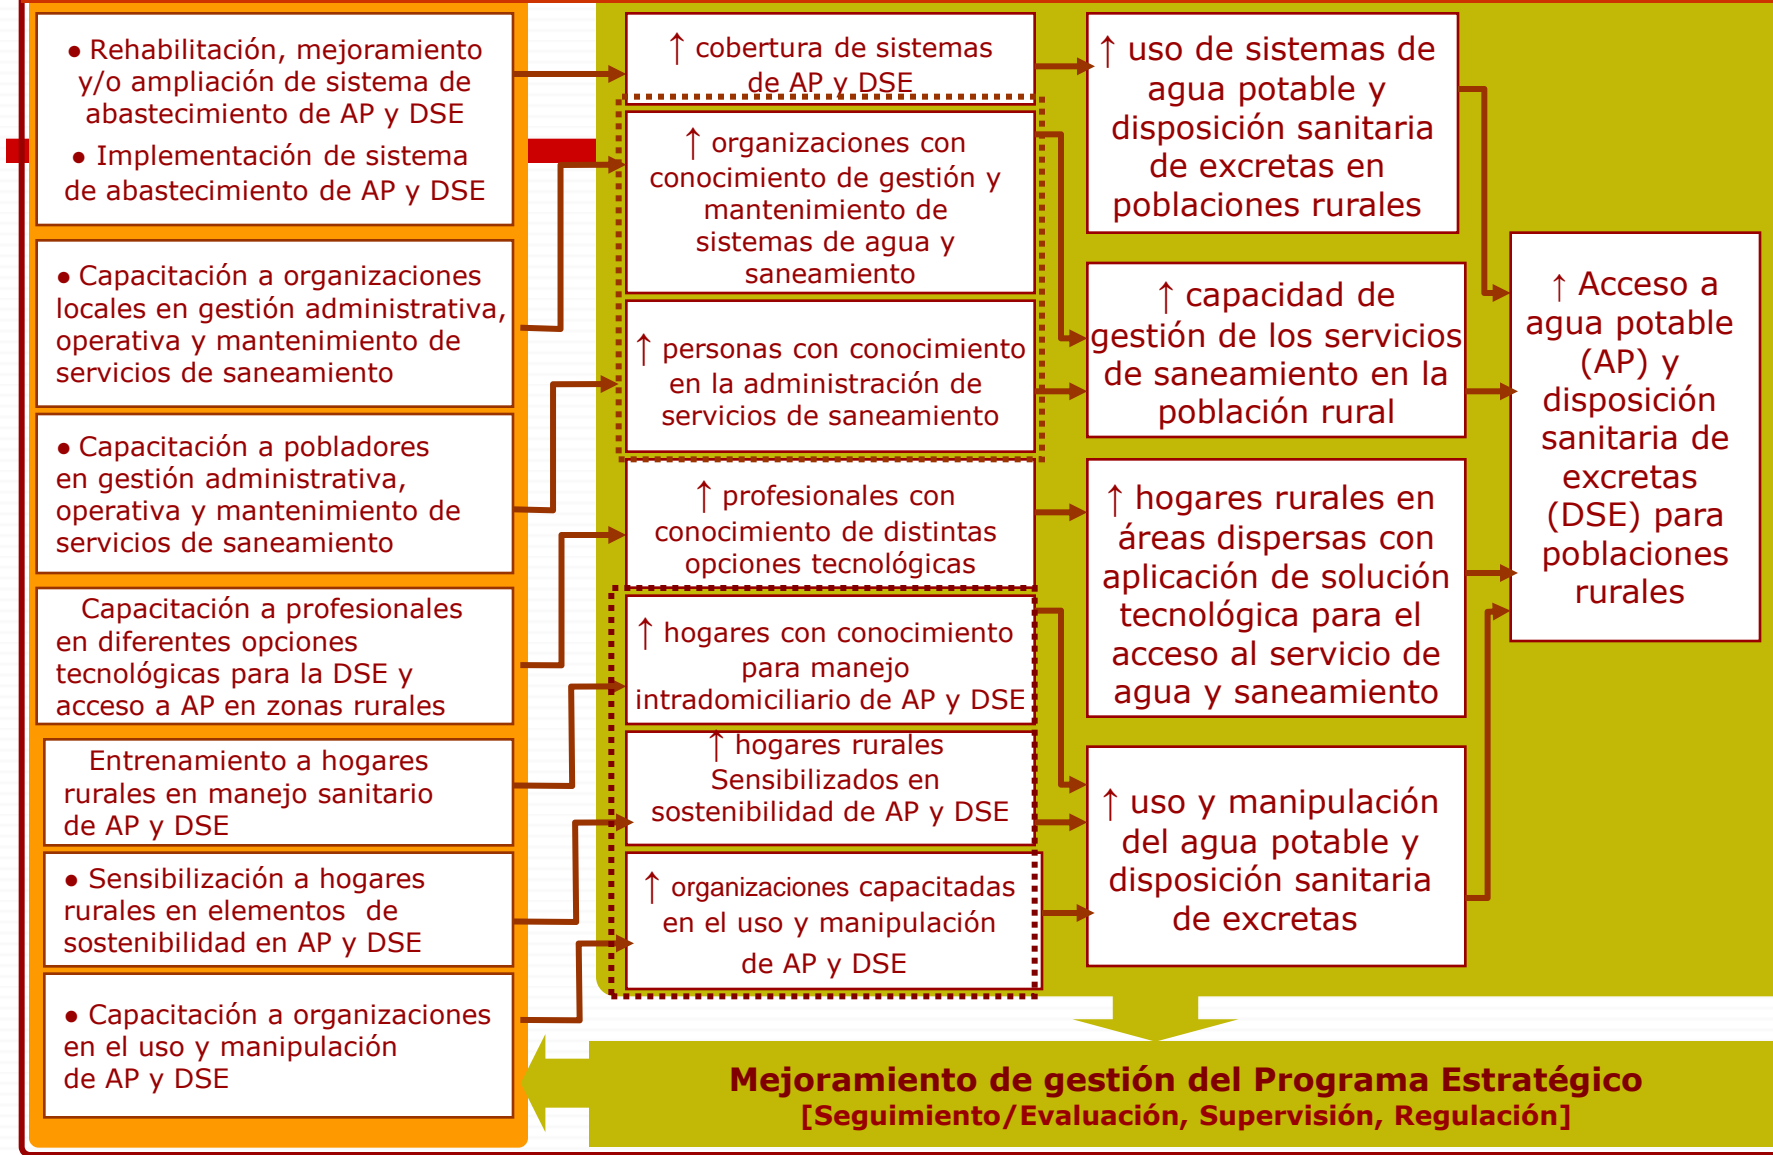 ● Rehabilitación, mejoramiento
y/o ampliación de sistema de
abastecimiento de AP y DSE
● Implementación de sistema
de abastecimiento de AP y DSE
● Capacitación a organizaciones
locales en gestión administrativa,
operativa y mantenimiento de
servicios de saneamiento
● Capacitación a pobladores
en gestión administrativa,
operativa y mantenimiento de
servicios de saneamiento
Capacitación a profesionales
en diferentes opciones
tecnológicas para la DSE y
acceso a AP en zonas rurales
Entrenamiento a hogares
rurales en manejo sanitario
de AP y DSE
● Sensibilización a hogares
rurales en elementos de
sostenibilidad en AP y DSE
● Capacitación a organizaciones
en el uso y manipulación
de AP y DSE
↑ cobertura de sistemas
de AP y DSE
↑ organizaciones con
conocimiento de gestión y
mantenimiento de
sistemas de agua y
saneamiento
↑ personas con conocimiento
en la administración de
servicios de saneamiento
↑ profesionales con
conocimiento de distintas
opciones tecnológicas
↑ hogares con conocimiento
para manejo
intradomiciliario de AP y DSE
↑ hogares rurales
Sensibilizados en
sostenibilidad de AP y DSE
↑ organizaciones capacitadas
en el uso y manipulación
de AP y DSE
↑ uso de sistemas de
agua potable y
disposición sanitaria
de excretas en
poblaciones rurales
↑ capacidad de
gestión de los servicios
de saneamiento en la
población rural
↑ hogares rurales en
áreas dispersas con
aplicación de solución
tecnológica para el
acceso al servicio de
agua y saneamiento
↑ uso y manipulación
del agua potable y
disposición sanitaria
de excretas
↑ Acceso a
agua potable
(AP) y
disposición
sanitaria de
excretas
(DSE) para
poblaciones
rurales
Mejoramiento de gestión del Programa Estratégico
[Seguimiento/Evaluación, Supervisión, Regulación]